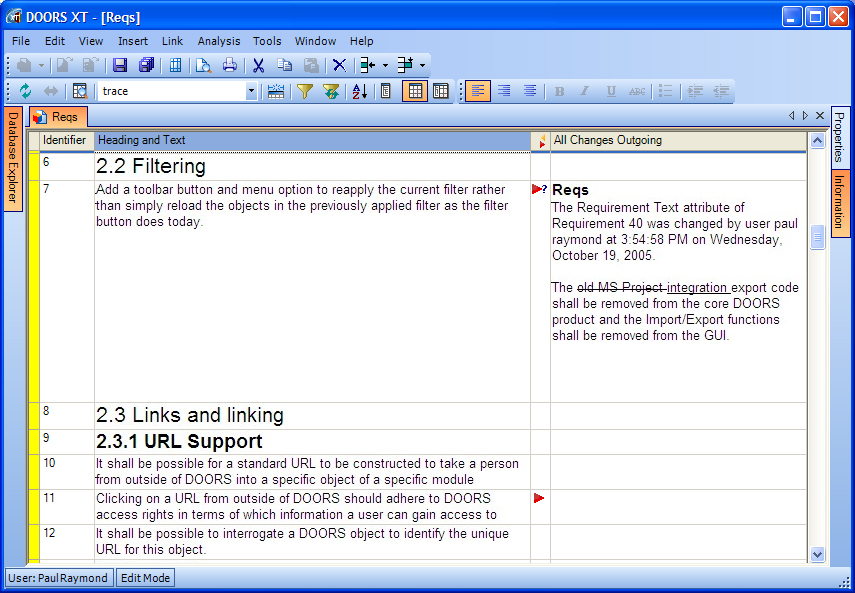 DOORS XT - [Reqs]
File Edit View Insert Link Analysis Tools Window Help
trace
Reqs
Database Explorer
Properties
Information
Identifier Heading and Text All Changes Outgoing
6 2.2 Filtering
7 Add a toolbar button and menu option to reapply the current filter rather
than simply reload the objects in the previously applied filter as the filter
button does today.
Reqs
The Requirement Text attribute of
Requirement 40 was changed by user paul
raymond at 3:54:58 PM on Wednesday,
October 19, 2005.
The old MS Project integration export code
shall be removed from the core DOORS
product and the Import/Export functions
shall be removed from the GUI.
8 2.3 Links and linking
9 2.3.1 URL Support
10 It shall be possible for a standard URL to be constructed to take a person
from outside of DOORS into a specific object of a specific module
11 Clicking on a URL from outside of DOORS should adhere to DOORS
access rights in terms of which information a user can gain access to
12 It shall be possible to interrogate a DOORS object to identify the unique
URL for this object.
User: PaulRaymond Edit Mode